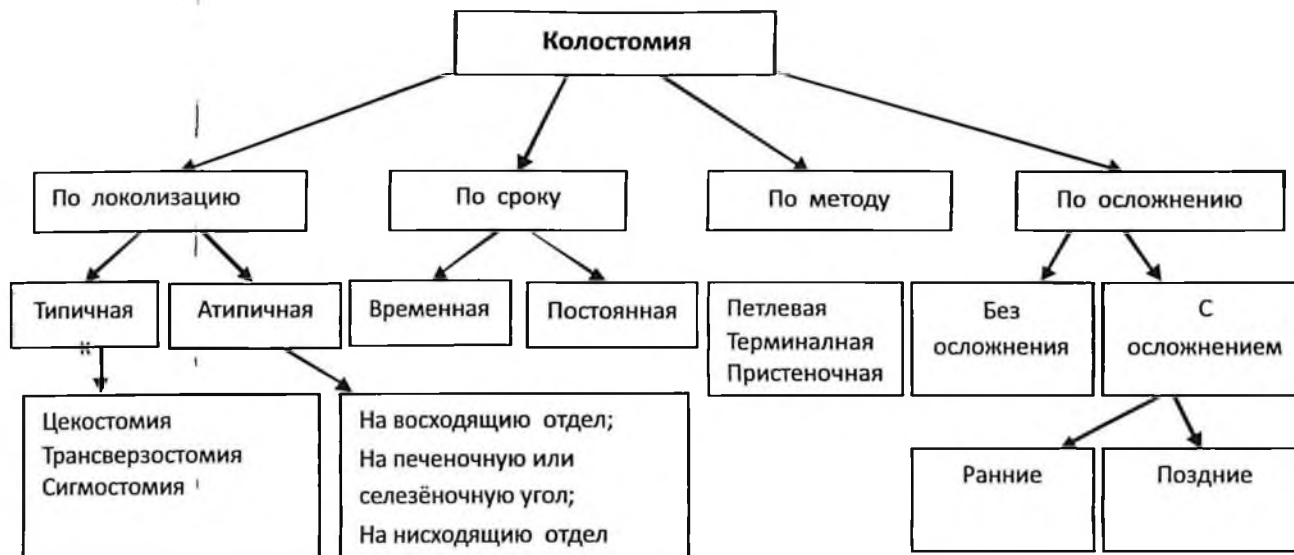 Колостомия
По локолизацию
По сроку
По методу
По осложнению
Типичная
Атипичная
Временная
Постоянная
Петлевая
Терминалная
Пристеночная
Без
осложнения
С
осложнением
Цекостомия
Трансверзостомия
Сигмостомия
На восходящию отдел;
На печеночную или
селезёночную угол;
На нисходящию отдел
Ранние
Поздние